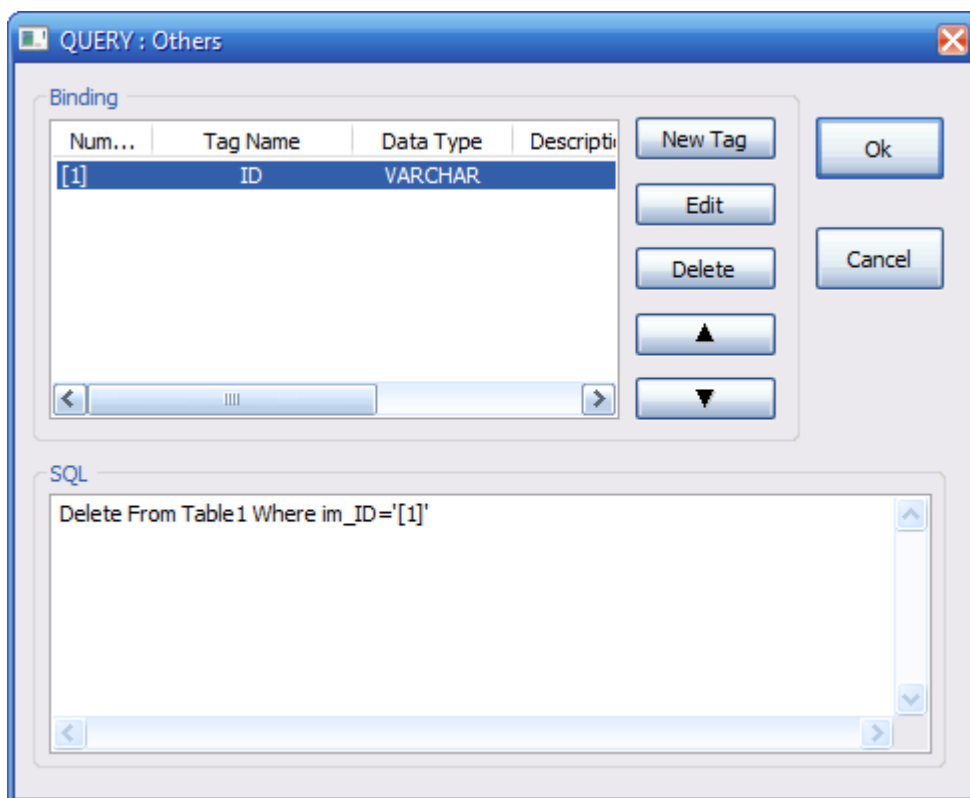 QUERY : Others
Binding
Num... Tag Name Data Type Descripti
[1] ID VARCHAR
New Tag
Edit
Delete
Ok
Cancel
SQL
Delete From Table1 Where im_ID='[1]'